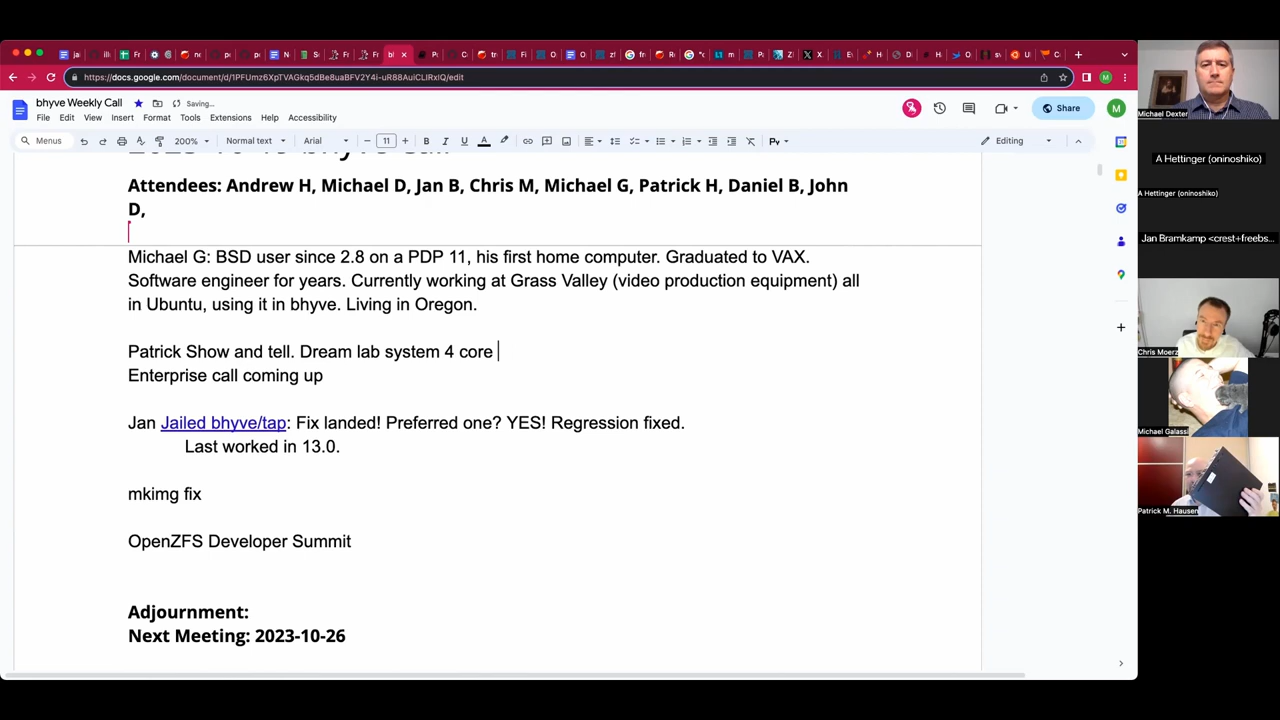 https://docs.google.com/document/d/1PFUmz6XpTVAGkq5dBe8uaBFV2Y4i-uR88AuiCLIRxIQ/edit
bhyve Weekly Call
Saving...
File Edit View Insert Format Tools Extensions Help Accessibility
Share
M
Menus
200%
Normal text
Arial
11
Editing
Attendees: Andrew H, Michael D, Jan B, Chris M, Michael G, Patrick H, Daniel B, John
D,
Michael G: BSD user since 2.8 on a PDP 11, his first home computer. Graduated to VAX.
Software engineer for years. Currently working at Grass Valley (video production equipment) all
in Ubuntu, using it in bhyve. Living in Oregon.
Patrick Show and tell. Dream lab system 4 core
Enterprise call coming up
Jan Jailed bhyve/tap: Fix landed! Preferred one? YES! Regression fixed.
Last worked in 13.0.
mkimg fix
OpenZFS Developer Summit
Adjournment:
Next Meeting: 2023-10-26
Michael Dexter
A Hettinger (oninoshiko)
A Hettinger (oninoshiko)
Jan Bramkamp <crest+freebs...
Chris Moerz
Michael Galassi
Patrick M. Hausen